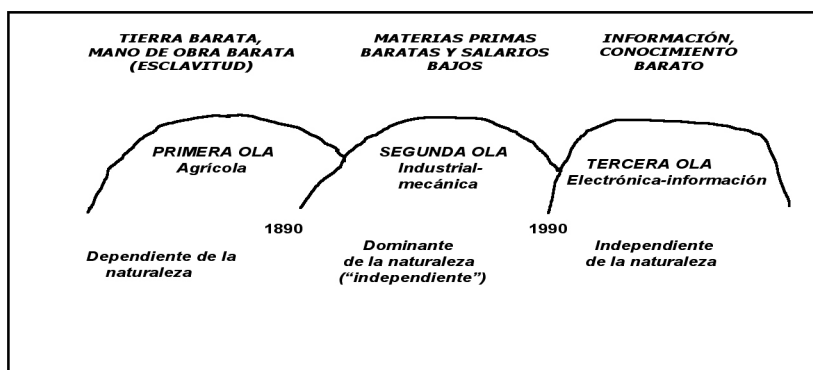 TIERRA BARATA,
MANO DE OBRA BARATA
(ESCLAVITUD)
MATERIAS PRIMAS
BARATAS Y SALARIOS
BAJOS
INFORMACIÓN,
CONOCIMIENTO
BARATO
PRIMERA OLA
Agrícola
SEGUNDA OLA
Industrial-
mecánica
TERCERA OLA
Electrónica-información
1890
1990
Dependiente de la
naturaleza
Dominante
de la naturaleza
(“independiente”)
Independiente
de la naturaleza